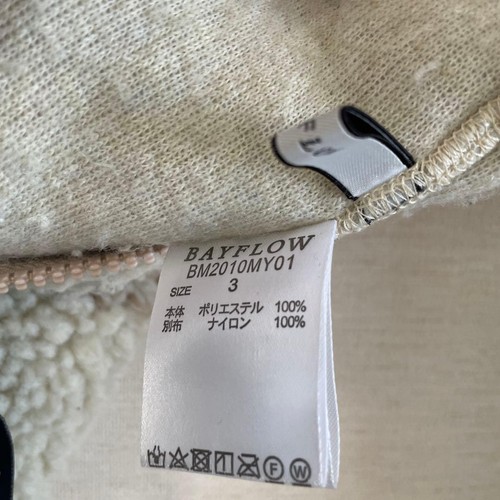 BAYFLOW
BM2010MY01
SIZE 3
本体 ポリエステル 100%
別布 ナイロン 100%
F W